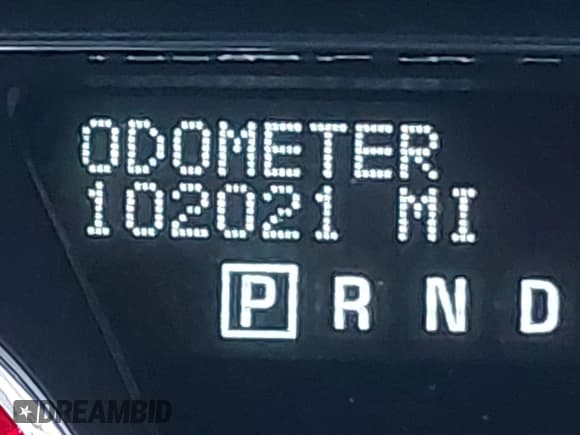 ODOMETER
102021 MI
P R N D
DREAMBID